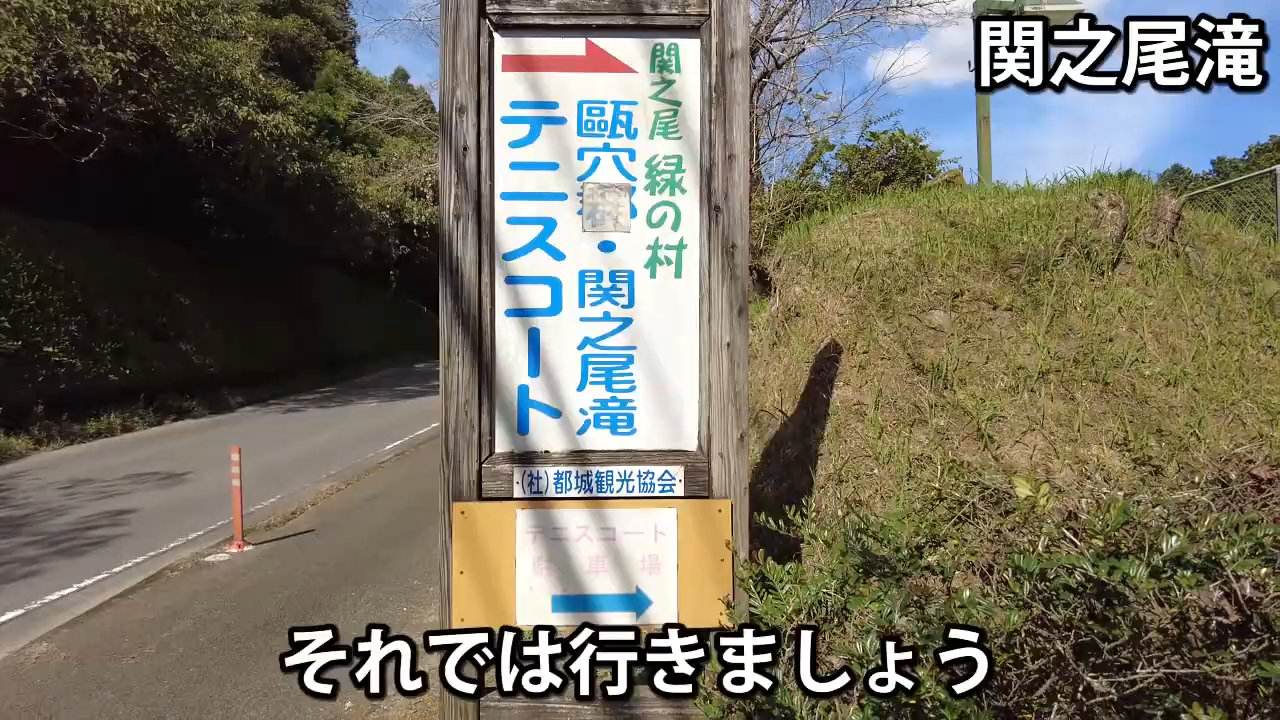 関之尾滝
関之尾 緑の村
甌穴群・関之尾滝
テニスコート
(社)都城観光協会
テニスコート
駐車場
それでは行きましょう